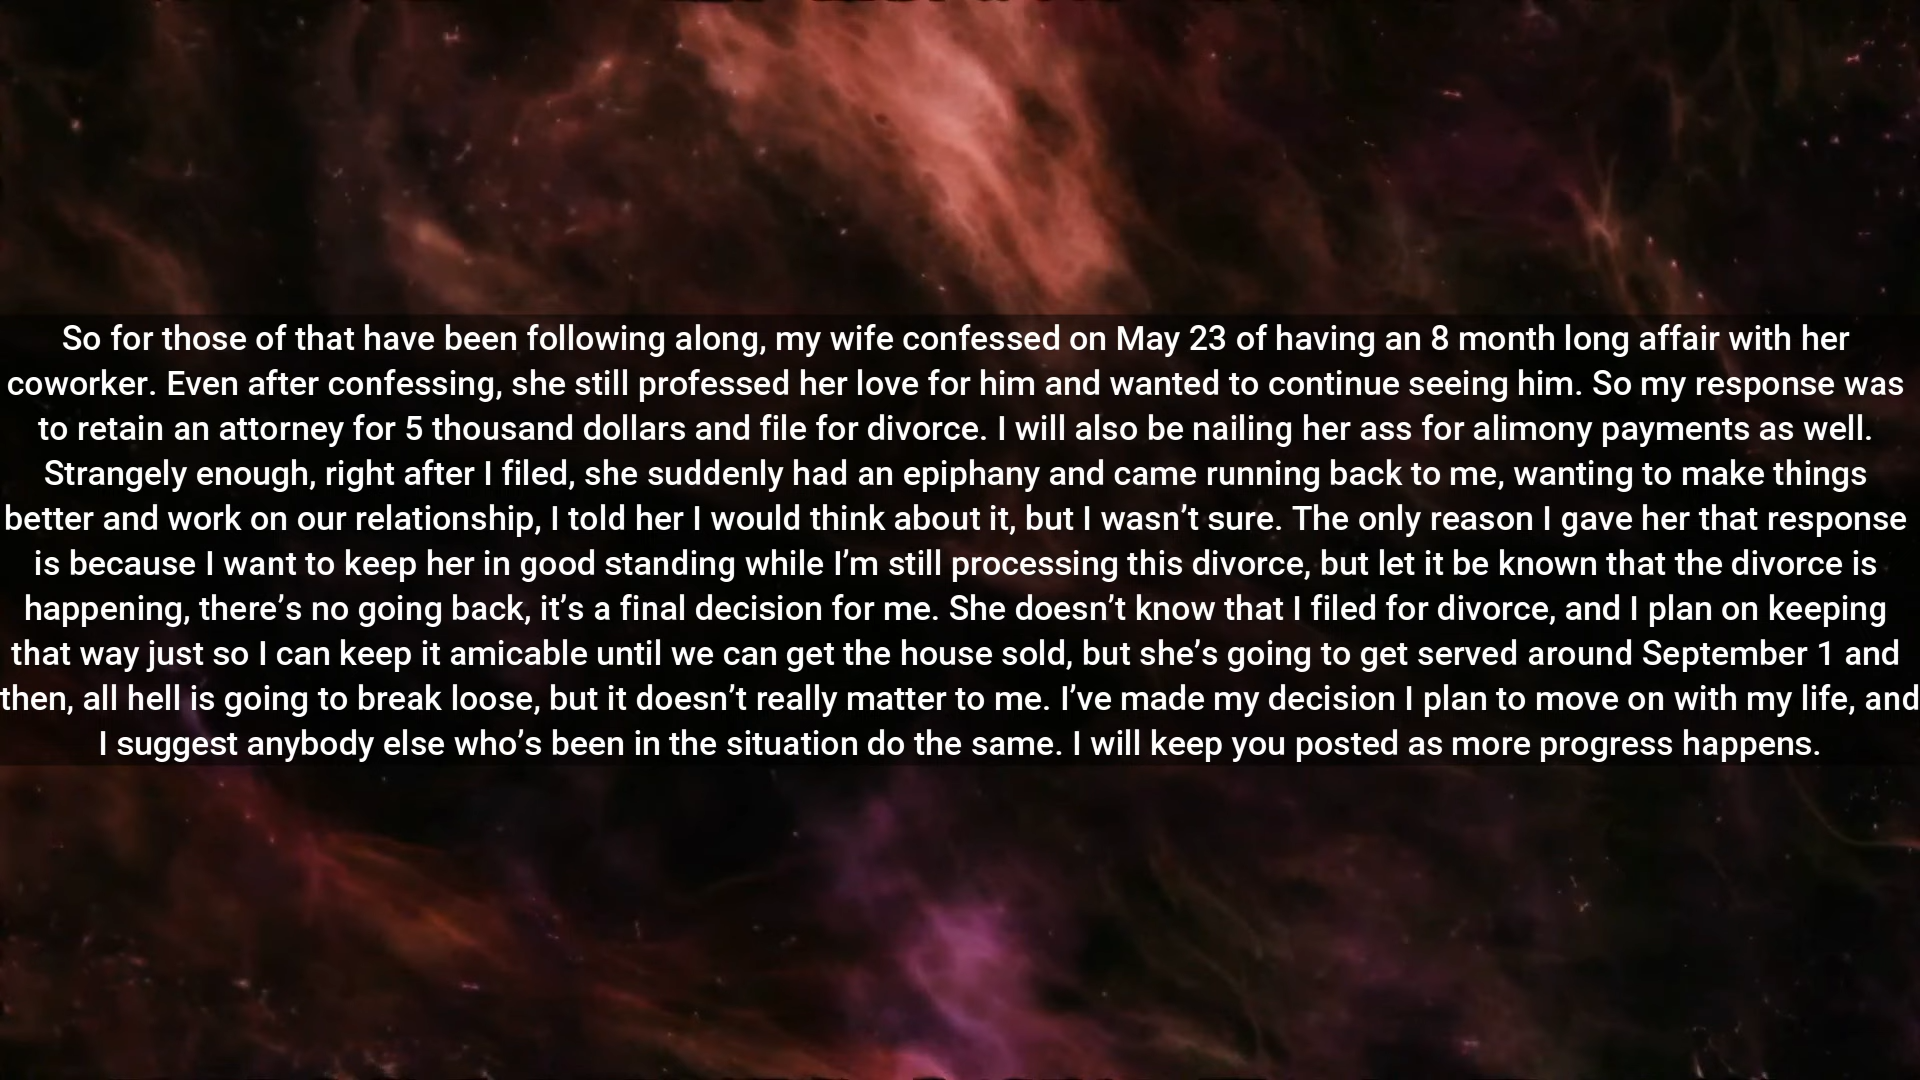 So for those of that have been following along, my wife confessed on May 23 of having an 8 month long affair with her
coworker. Even after confessing, she still professed her love for him and wanted to continue seeing him. So my response was
to retain an attorney for 5 thousand dollars and file for divorce. I will also be nailing her ass for alimony payments as well.
Strangely enough, right after I filed, she suddenly had an epiphany and came running back to me, wanting to make things
better and work on our relationship, I told her I would think about it, but I wasn’t sure. The only reason I gave her that response
is because I want to keep her in good standing while I’m still processing this divorce, but let it be known that the divorce is
happening, there’s no going back, it’s a final decision for me. She doesn’t know that I filed for divorce, and I plan on keeping
that way just so I can keep it amicable until we can get the house sold, but she’s going to get served around September 1 and
then, all hell is going to break loose, but it doesn’t really matter to me. I’ve made my decision I plan to move on with my life, and
I suggest anybody else who’s been in the situation do the same. I will keep you posted as more progress happens.